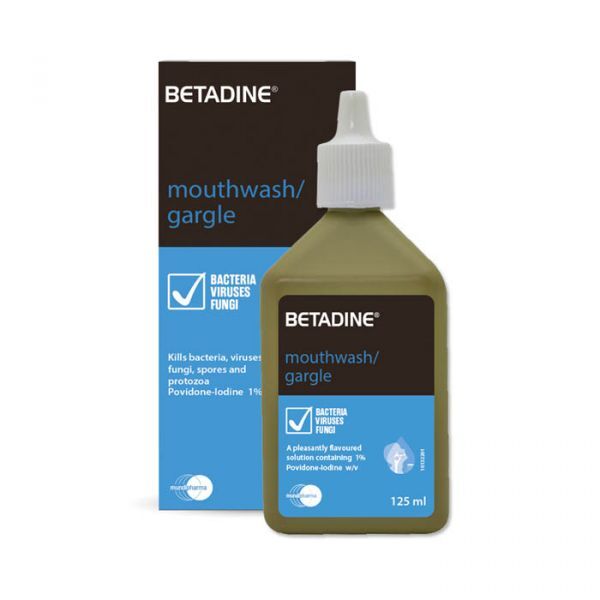 BETADINE®
mouthwash/
gargle
BACTERIA
VIRUSES
FUNGI
Kills bacteria, viruses
fungi, spores and
protozoa
Povidone-Iodine 1%
mundipharma
BETADINE®
mouthwash/
gargle
BACTERIA
VIRUSES
FUNGI
A pleasantly flavoured
solution containing 1%
Povidone-Iodine w/v
125 ml